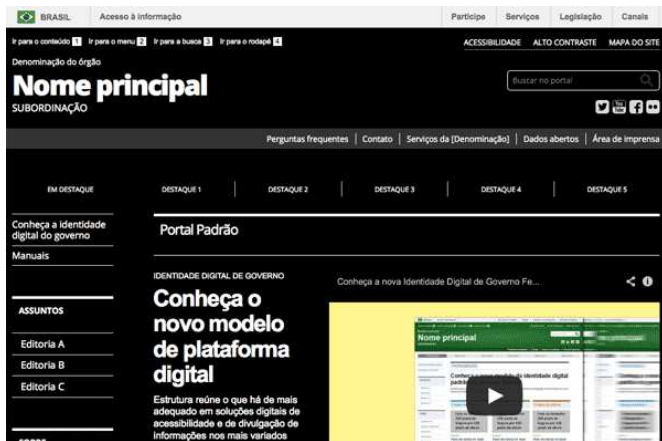 BRASIL Acesso à informação Participe Serviços Legislação Canais
Ir para o conteúdo 1 Ir para o menu 2 Ir para a busca 3 Ir para o rodapé 4 ACESSIBILIDADE ALTO CONTRASTE MAPA DO SITE
Denominação do órgão
Nome principal
SUBORDINAÇÃO
Buscar no portal
You Tube
Perguntas frequentes | Contato | Serviços da [Denominação] | Dados abertos | Área de imprensa
EM DESTAQUE DESTAQUE 1 DESTAQUE 2 DESTAQUE 3 DESTAQUE 4 DESTAQUE 5
Conheça a identidade
digital do governo
Manuais
ASSUNTOS
Editoria A
Editoria B
Editoria C
Portal Padrão
IDENTIDADE DIGITAL DE GOVERNO
Conheça o
novo modelo
de plataforma
digital
Estrutura reúne o que há de mais
adequado em soluções digitais de
acessibilidade e de divulgação de
informações nos mais variados
Conheça a nova Identidade Digital de Governo Fe...
Nome principal